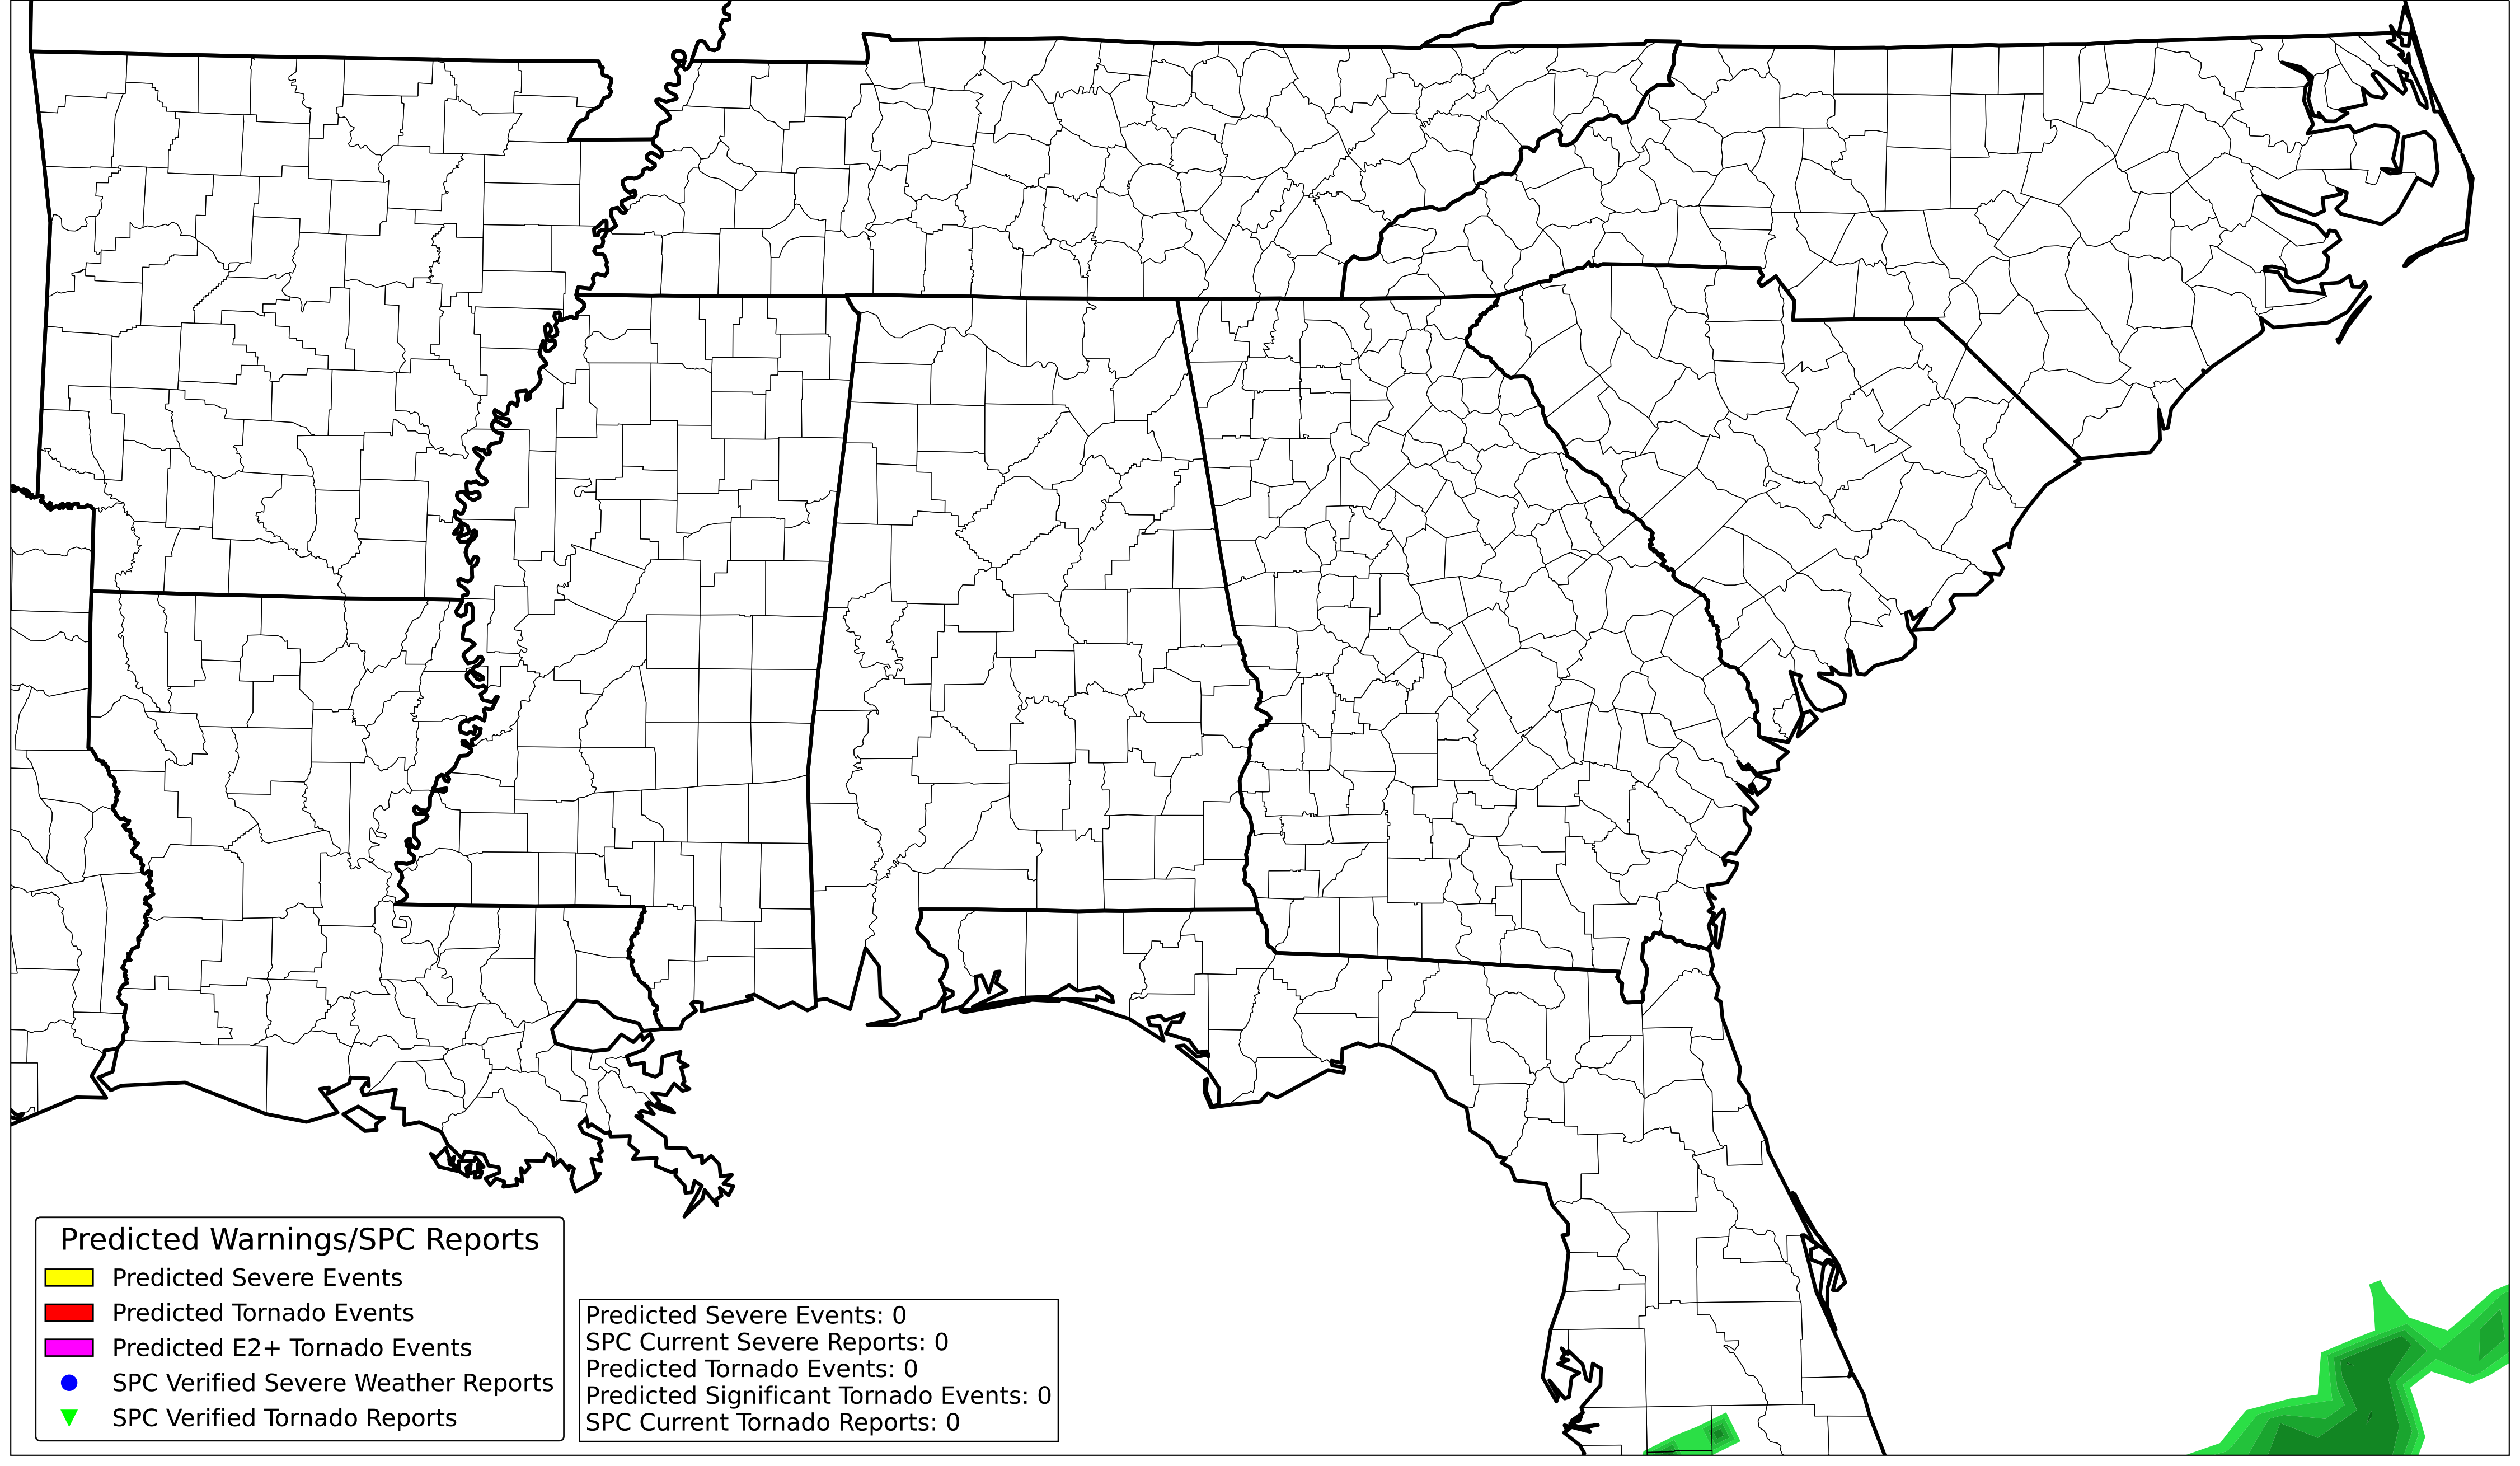 Predicted Warnings/SPC Reports
Predicted Severe Events
Predicted Tornado Events
Predicted E2+ Tornado Events
SPC Verified Severe Weather Reports
SPC Verified Tornado Reports
Predicted Severe Events: 0
SPC Current Severe Reports: 0
Predicted Tornado Events: 0
Predicted Significant Tornado Events: 0
SPC Current Tornado Reports: 0